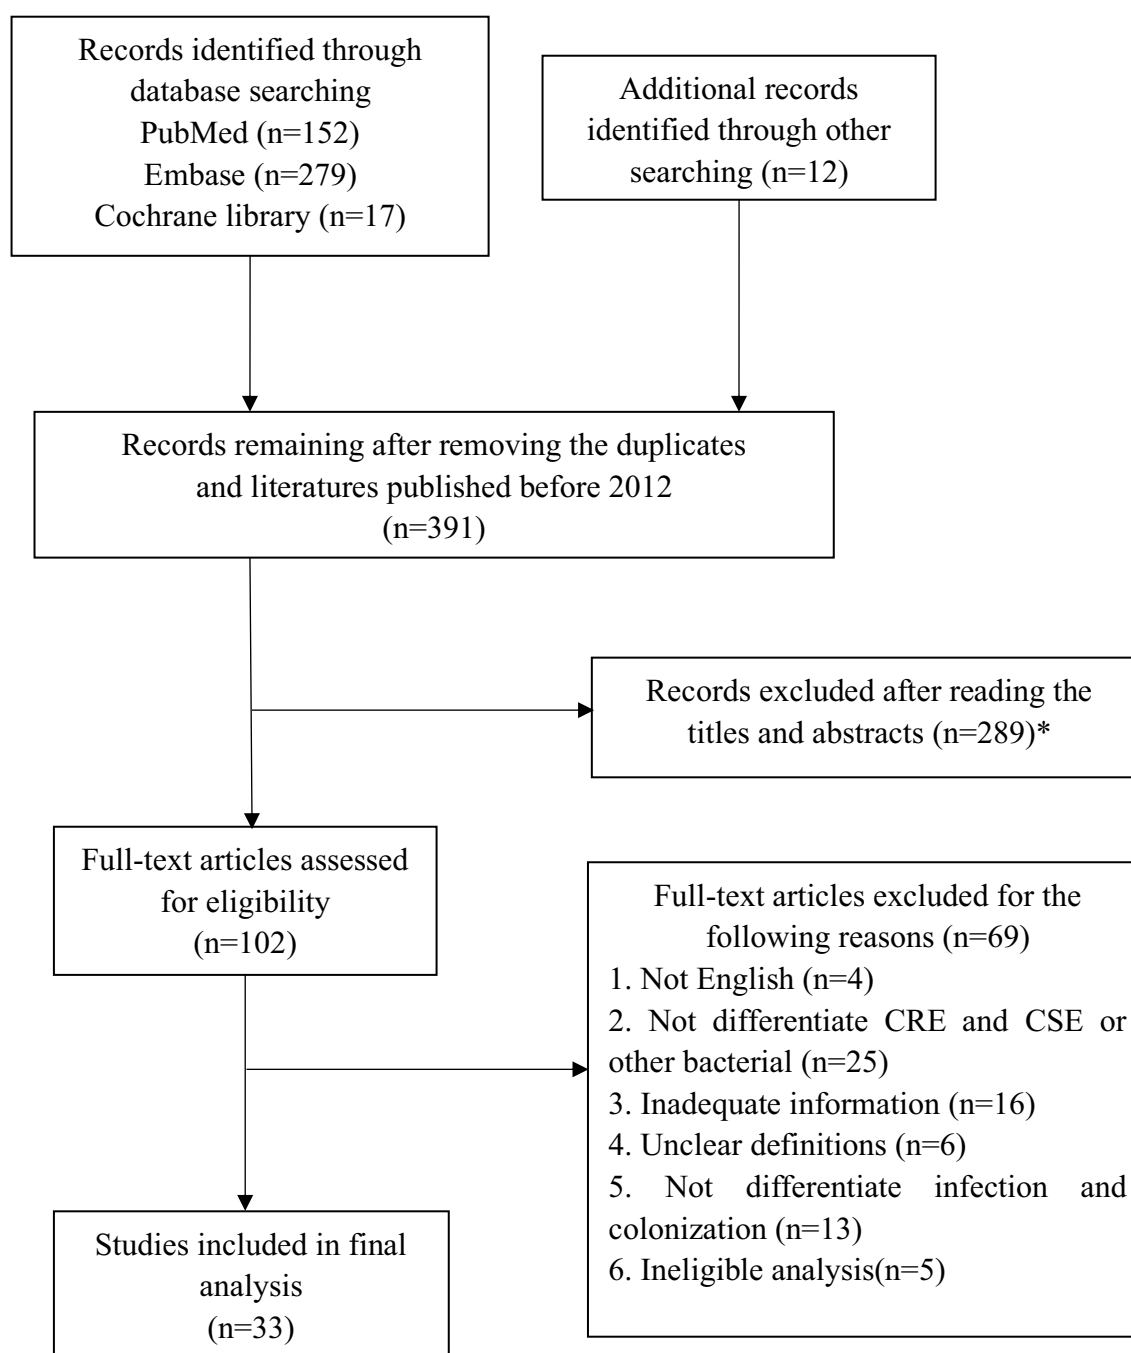 Records identified through
database searching
PubMed (n=152)
Embase (n=279)
Cochrane library (n=17)
Additional records
identified through other
searching (n=12)
Records remaining after removing the duplicates
and literatures published before 2012
(n=391)
Records excluded after reading the
titles and abstracts (n=289)*
Full-text articles assessed
for eligibility
(n=102)
Full-text articles excluded for the
following reasons (n=69)
1. Not English (n=4)
2. Not differentiate CRE and CSE or
other bacterial (n=25)
3. Inadequate information (n=16)
4. Unclear definitions (n=6)
5. Not differentiate infection and
colonization (n=13)
6. Ineligible analysis(n=5)
Studies included in final
analysis
(n=33)